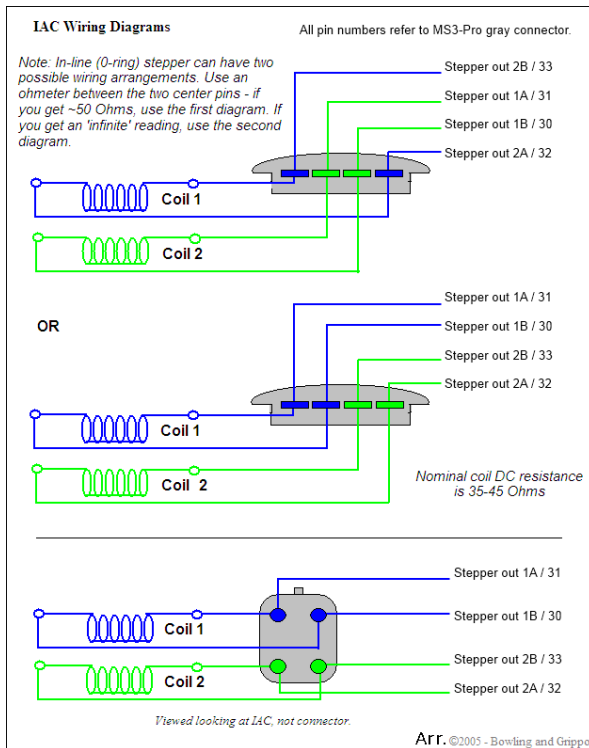 IAC Wiring Diagrams
All pin numbers refer to MS3-Pro gray connector.
Note: In-line (0-ring) stepper can have two
possible wiring arrangements. Use an
ohmeter between the two center pins - if
you get ~50 Ohms, use the first diagram. If
you get an 'infinite' reading, use the second
diagram.
Stepper out 2B / 33
Stepper out 1A / 31
Stepper out 1B / 30
Stepper out 2A / 32
Coil 1
Coil 2
OR
Stepper out 1A / 31
Stepper out 1B / 30
Stepper out 2B / 33
Stepper out 2A / 32
Coil 1
Coil 2
Nominal coil DC resistance
is 35-45 Ohms
Stepper out 1A / 31
Stepper out 1B / 30
Stepper out 2B / 33
Stepper out 2A / 32
Coil 1
Coil 2
Viewed looking at IAC, not connector.
Arr. ©2005 - Bowling and Grippo